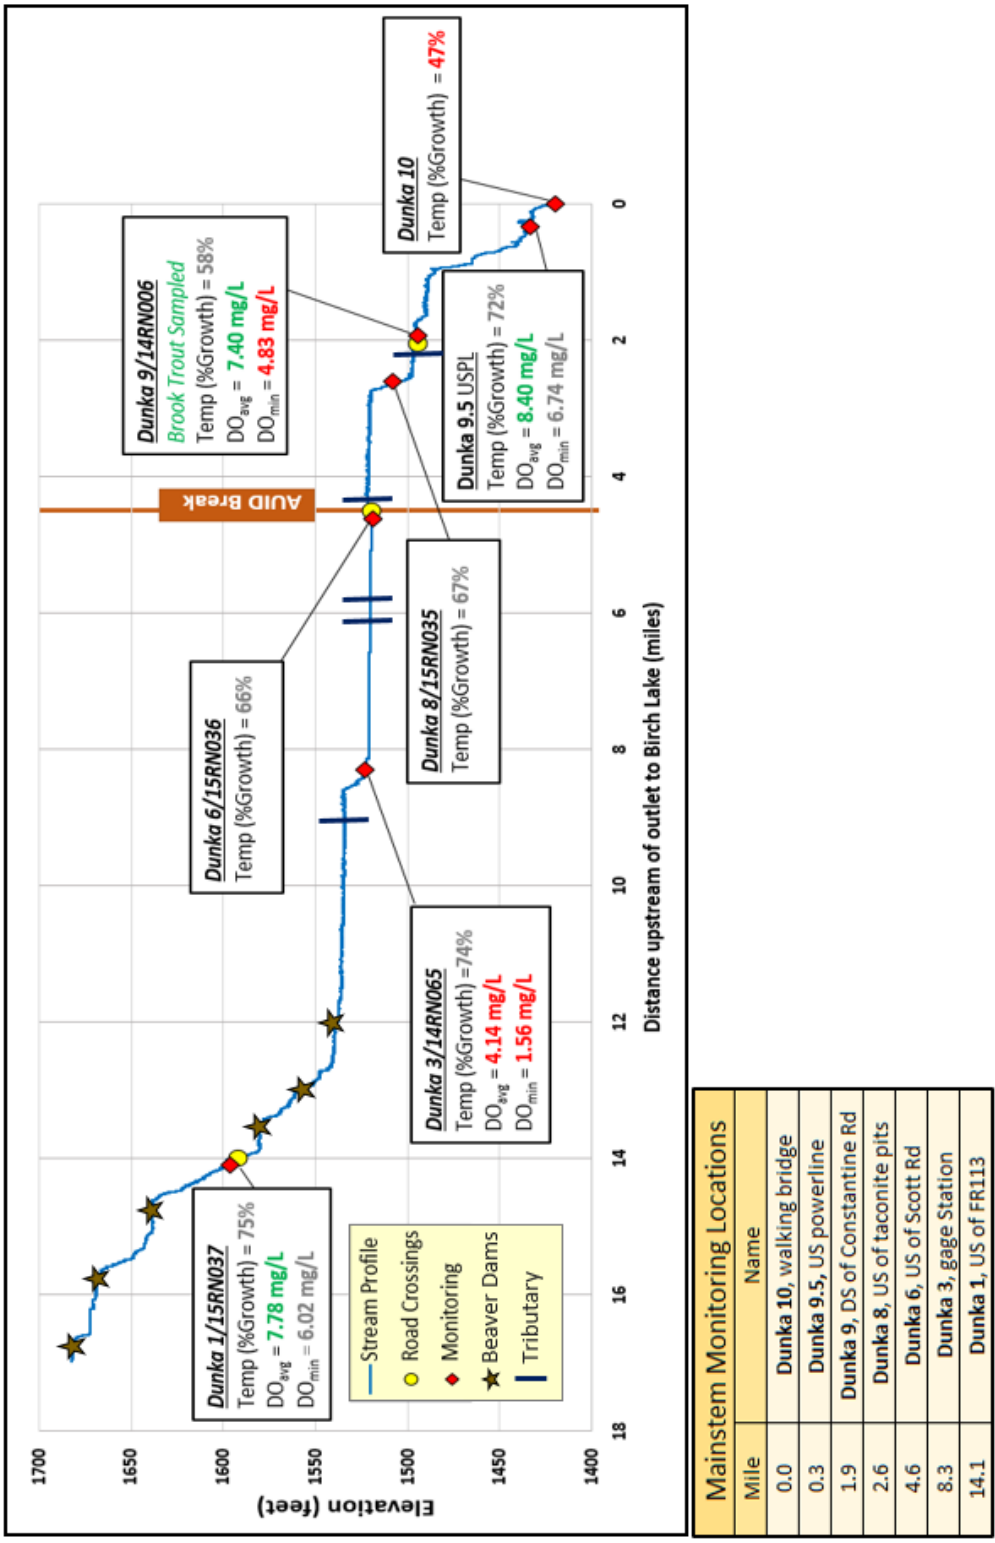 Dunka 1/15RN037
Temp (%Growth) = 75%
DOavg = 7.78 mg/L
DOmin = 6.02 mg/L
Dunka 3/14RN065
Temp (%Growth) =74%
DOavg = 4.14 mg/L
DOmin = 1.56 mg/L
Dunka 6/15RN036
Temp (%Growth) = 66%
Dunka 8/15RN035
Temp (%Growth) = 67%
AUID Break
Dunka 9/14RN006
Brook Trout Sampled
Temp (%Growth) = 58%
DOavg = 7.40 mg/L
DOmin = 4.83 mg/L
Dunka 9.5 USPL
Temp (%Growth) = 72%
DOavg = 8.40 mg/L
DOmin = 6.74 mg/L
Dunka 10
Temp (%Growth) = 47%
Stream Profile
Road Crossings
Monitoring
Beaver Dams
Tributary
Elevation (feet)
1700
1650
1600
1550
1500
1450
1400
18
16
14
12
10
8
6
4
2
0
Distance upstream of outlet to Birch Lake (miles)
Mainstem Monitoring Locations
Mile Name
0.0 Dunka 10, walking bridge
0.3 Dunka 9.5, US powerline
1.9 Dunka 9, DS of Constantine Rd
2.6 Dunka 8, US of taconite pits
4.6 Dunka 6, US of Scott Rd
8.3 Dunka 3, gage Station
14.1 Dunka 1, US of FR113